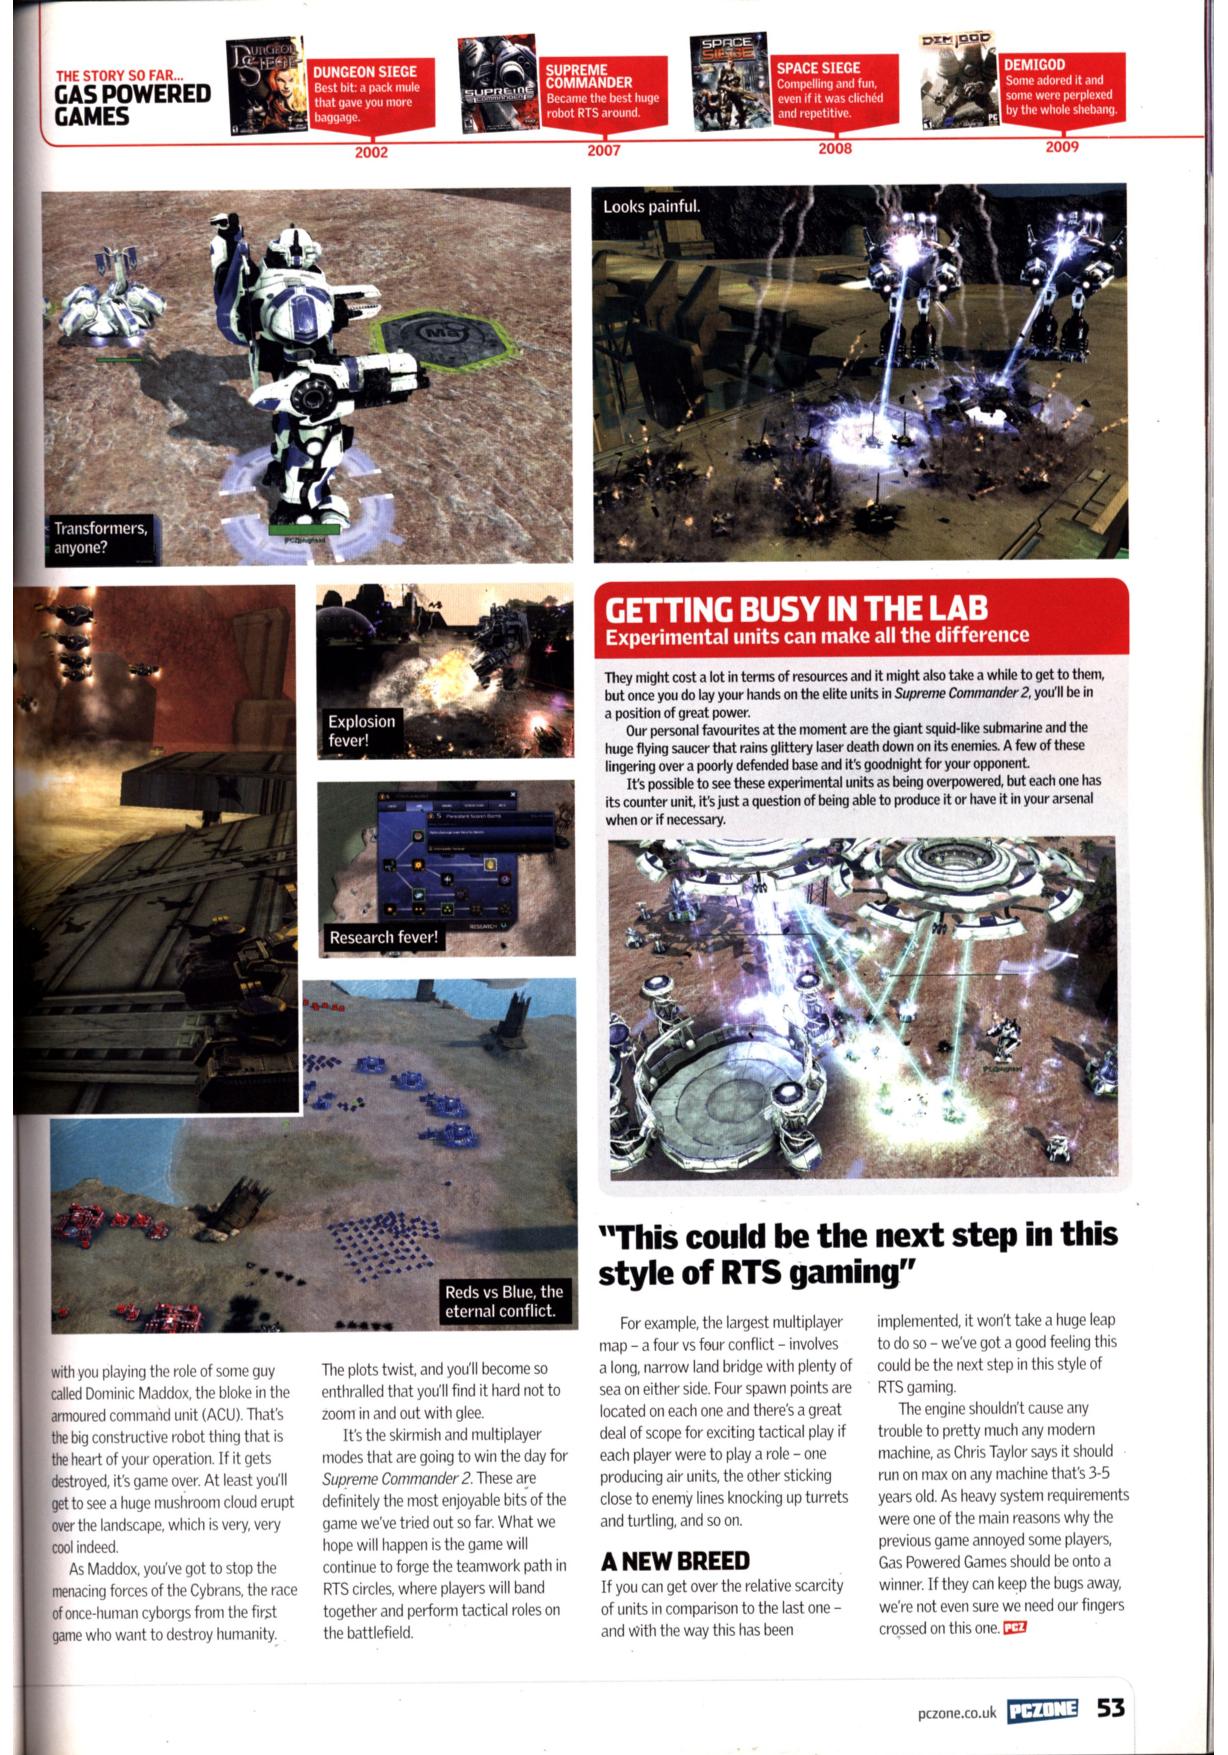 THE STORY SO FAR...
GAS POWERED
GAMES
DUNGEON SIEGE
DUNGEON SIEGE
Best bit: a pack mule
that gave you more
baggage.
2002
SUPREME
COMMANDER
SUPREME
COMMANDER
Became the best huge
robot RTS around.
2007
SPACE
SIEGE
SPACE SIEGE
Compelling and fun,
even if it was clichéd
and repetitive.
2008
DEMIGOD
DEMIGOD
Some adored it and
some were perplexed
by the whole shebang.
2009
Transformers,
anyone?
Looks painful.
Explosion
fever!
RESEARCH
Research fever!
Reds vs Blue, the
eternal conflict.
GETTING BUSY IN THE LAB
Experimental units can make all the difference
They might cost a lot in terms of resources and it might also take a while to get to them,
but once you do lay your hands on the elite units in Supreme Commander 2, you'll be in
a position of great power.
Our personal favourites at the moment are the giant squid-like submarine and the
huge flying saucer that rains glittery laser death down on its enemies. A few of these
lingering over a poorly defended base and it's goodnight for your opponent.
It's possible to see these experimental units as being overpowered, but each one has
its counter unit, it's just a question of being able to produce it or have it in your arsenal
when or if necessary.
"This could be the next step in this
style of RTS gaming"
with you playing the role of some guy
called Dominic Maddox, the bloke in the
armoured command unit (ACU). That's
the big constructive robot thing that is
the heart of your operation. If it gets
destroyed, it's game over. At least you'll
get to see a huge mushroom cloud erupt
over the landscape, which is very, very
cool indeed.
As Maddox, you've got to stop the
menacing forces of the Cybrans, the race
of once-human cyborgs from the first
game who want to destroy humanity.
The plots twist, and you'll become so
enthralled that you'll find it hard not to
zoom in and out with glee.
It's the skirmish and multiplayer
modes that are going to win the day for
Supreme Commander 2. These are
definitely the most enjoyable bits of the
game we've tried out so far. What we
hope will happen is the game will
continue to forge the teamwork path in
RTS circles, where players will band
together and perform tactical roles on
the battlefield.
For example, the largest multiplayer
map – a four vs four conflict – involves
a long, narrow land bridge with plenty of
sea on either side. Four spawn points are
located on each one and there's a great
deal of scope for exciting tactical play if
each player were to play a role – one
producing air units, the other sticking
close to enemy lines knocking up turrets
and turtling, and so on.
A NEW BREED
If you can get over the relative scarcity
of units in comparison to the last one –
and with the way this has been
implemented, it won't take a huge leap
to do so – we've got a good feeling this
could be the next step in this style of
RTS gaming.
The engine shouldn't cause any
trouble to pretty much any modern
machine, as Chris Taylor says it should
run on max on any machine that's 3-5
years old. As heavy system requirements
were one of the main reasons why the
previous game annoyed some players,
Gas Powered Games should be onto a
winner. If they can keep the bugs away,
we're not even sure we need our fingers
crossed on this one. PCZ
pczone.co.uk PCZONE 53